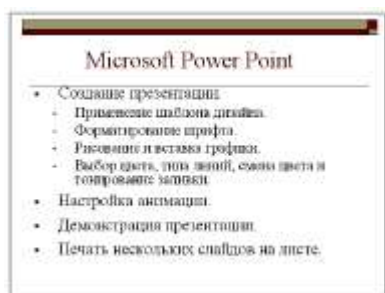 Microsoft Power Point
• Создание презентации.
- Применение шаблона дизайна.
- Форматирование шрифта.
- Рисование и вставка графики.
- Выбор цвета, типа линий, смена цвета и
тонирование заливки.
• Настройка анимации.
• Демонстрация презентации.
• Печать нескольких слайдов на листе.